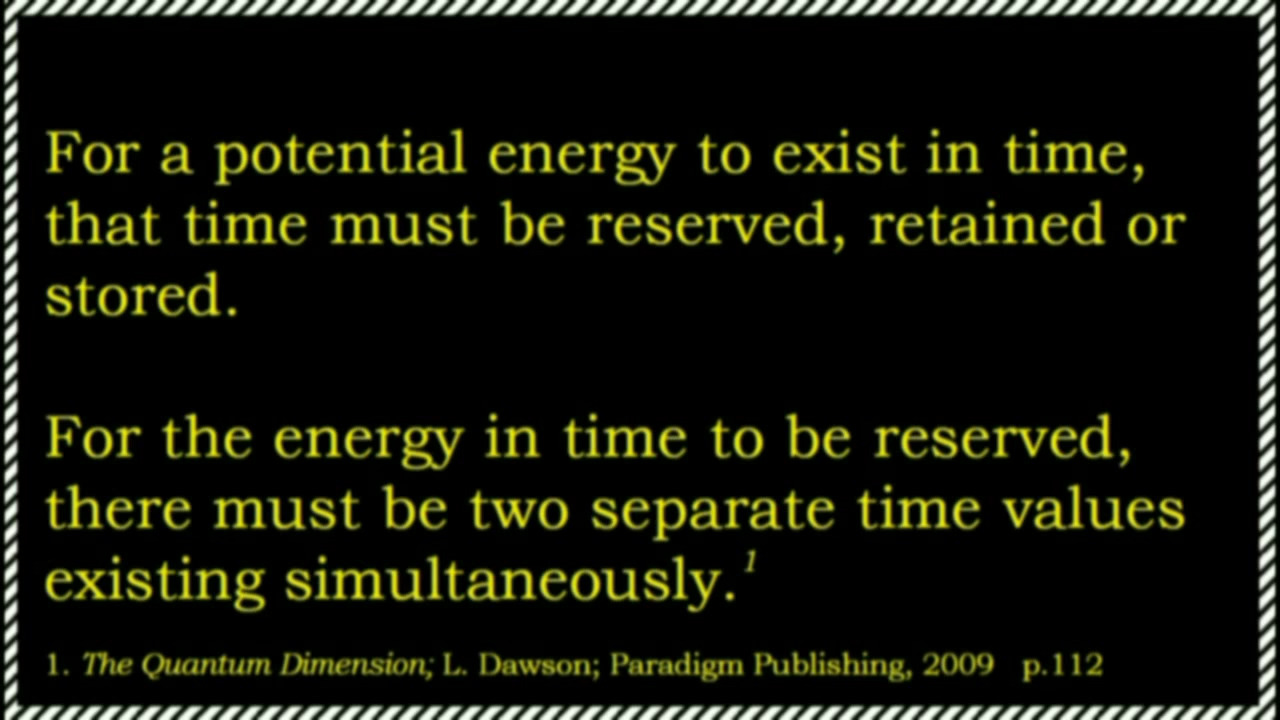 For a potential energy to exist in time,
that time must be reserved, retained or
stored.
For the energy in time to be reserved,
there must be two separate time values
existing simultaneously.1
1. The Quantum Dimension; L. Dawson; Paradigm Publishing, 2009 p.112